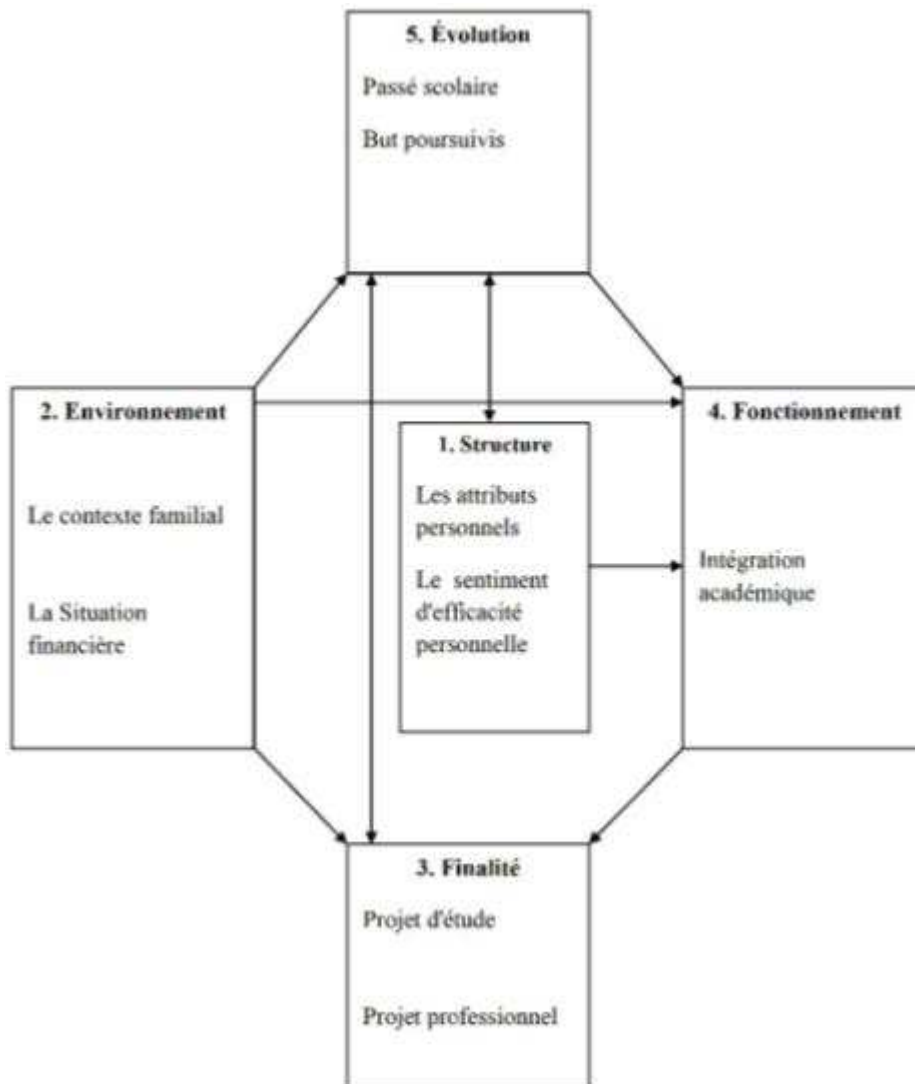 5. Évolution
Passé scolaire
But poursuivis
2. Environnement
Le contexte familial
La Situation
financière
1. Structure
Les attributs
personnels
Le sentiment
d'efficacité
personnelle
4. Fonctionnement
Intégration
académique
3. Finalité
Projet d'étude
Projet professionnel